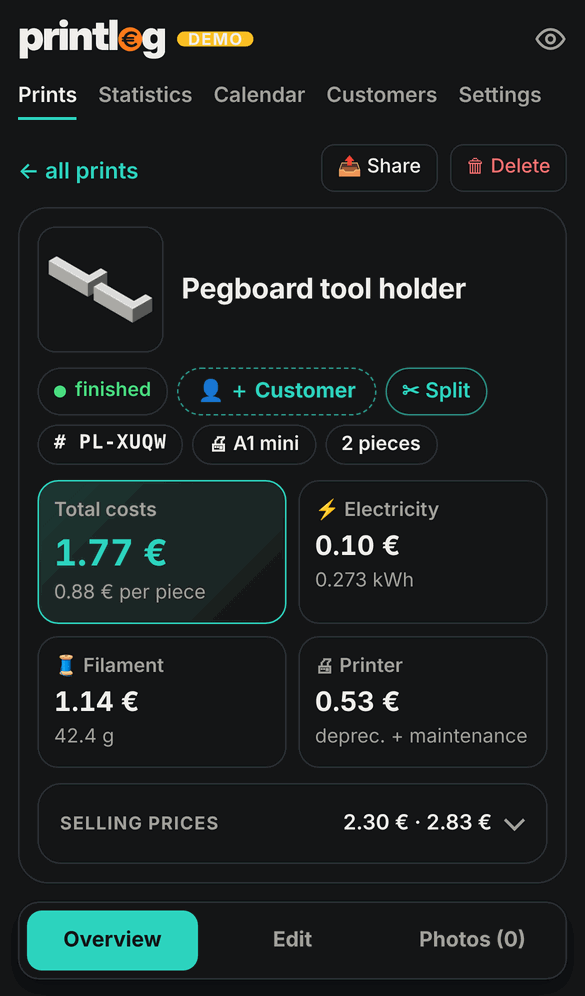 printlog DEMO
Prints Statistics Calendar Customers Settings
← all prints
Share Delete
Pegboard tool holder
finished + Customer Split
# PL-XUQW A1 mini 2 pieces
Total costs
1.77 €
0.88 € per piece
Electricity
0.10 €
0.273 kWh
Filament
1.14 €
42.4 g
Printer
0.53 €
deprec. + maintenance
SELLING PRICES 2.30 € · 2.83 €
Overview Edit Photos (0)